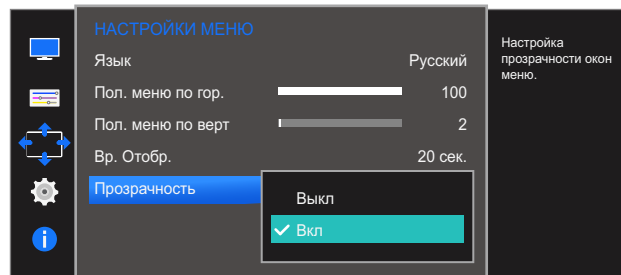 НАСТРОЙКИ МЕНЮ
Язык Русский
Пол. меню по гор. 100
Пол. меню по верт 2
Вр. Отобр. 20 сек.
Прозрачность
Выкл
Вкл
Настройка
прозрачности окон
меню.